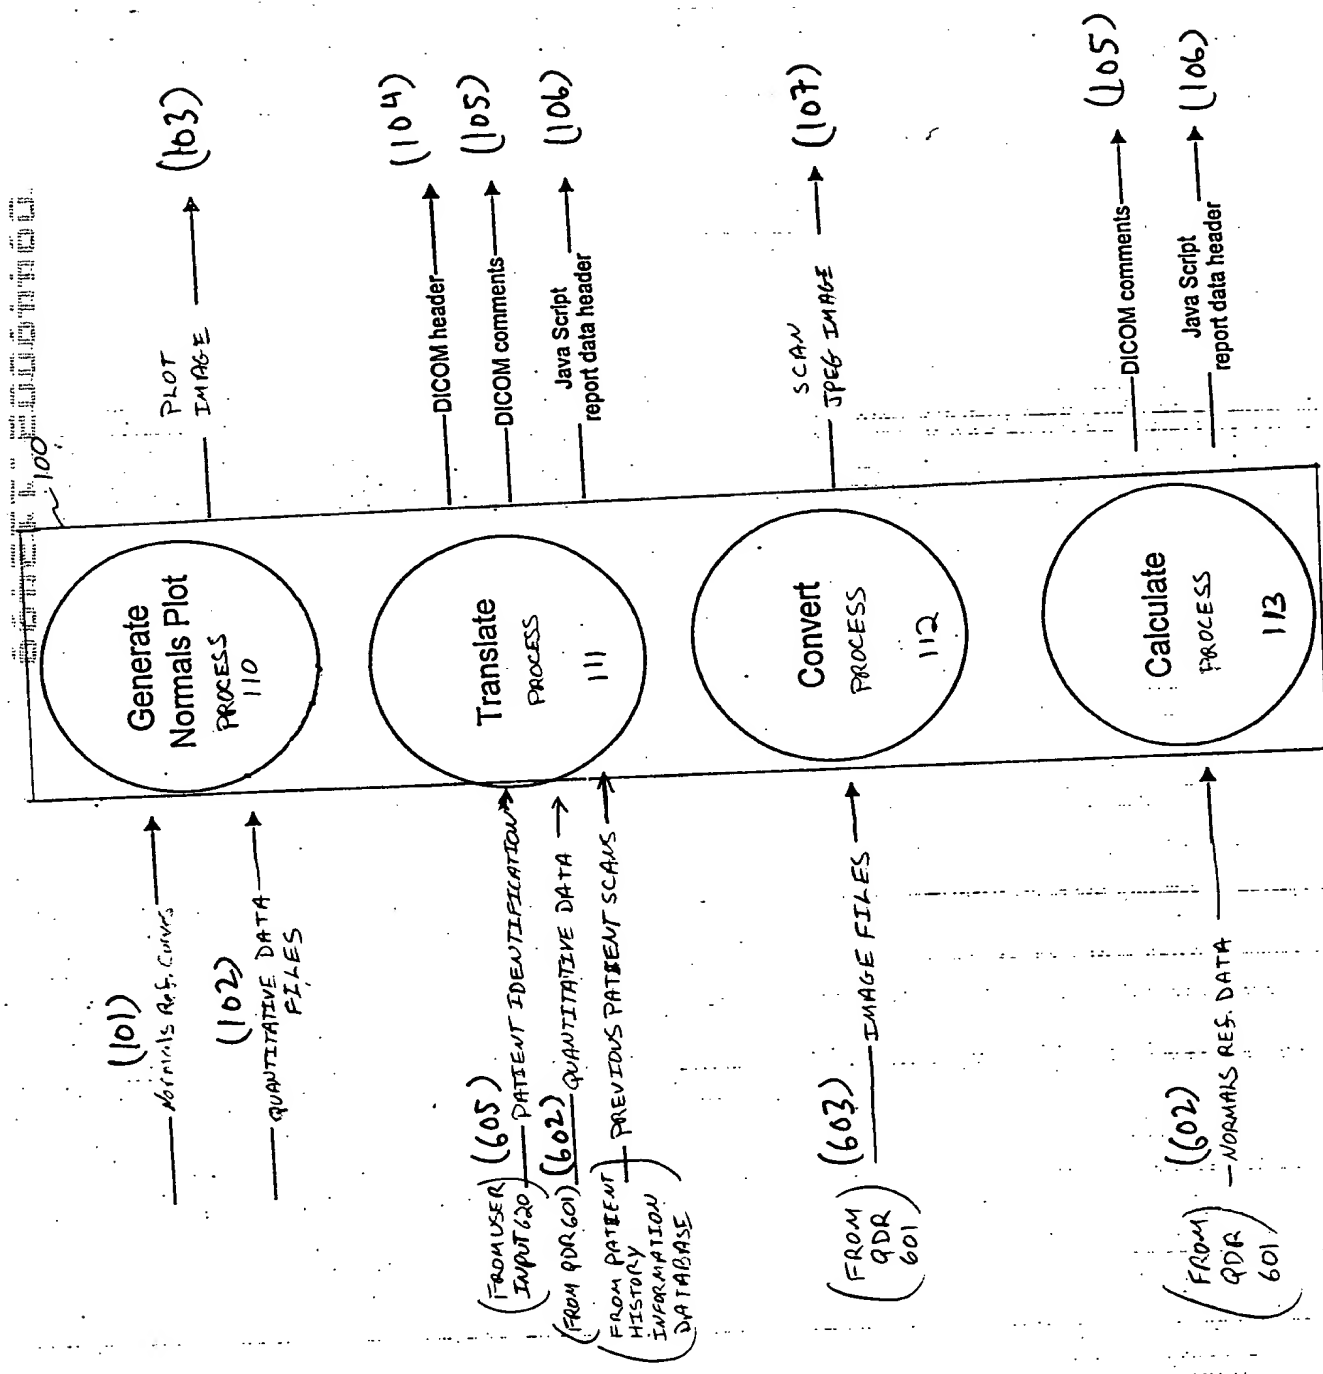 100
(101)
Normals Ref. Curves
(102)
QUANTITATIVE DATA
FILES
Generate
Normals Plot
PROCESS
110
PLOT
IMAGE
(103)
(FROM USER
INPUT 620)
(605)
PATIENT IDENTIFICATION
(FROM QDR 601)
(602)
QUANTITATIVE DATA
(FROM PATIENT
HISTORY
INFORMATION
DATABASE)
PREVIOUS PATIENT SCANS
Translate
PROCESS
111
DICOM header
(104)
DICOM comments
(105)
Java Script
report data header
(106)
(FROM
QDR
601)
(603)
IMAGE FILES
Convert
PROCESS
112
SCAN
JPEG IMAGE
(107)
(FROM
QDR
601)
(602)
NORMALS REF. DATA
Calculate
PROCESS
113
DICOM comments
(105)
Java Script
report data header
(106)